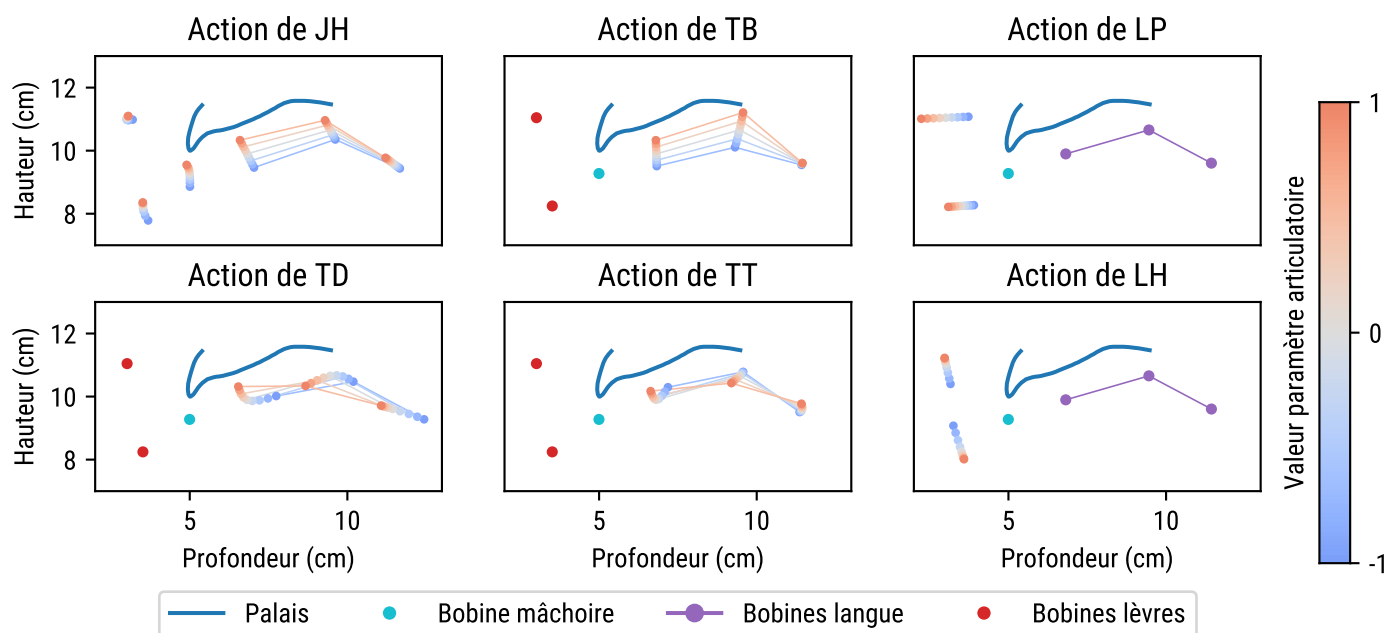 Action de JH
Action de TB
Action de LP
Hauteur (cm)
12
10
8
Action de TD
Action de TT
Action de LH
Hauteur (cm)
12
10
8
5
10
5
10
5
10
Profondeur (cm)
Profondeur (cm)
Profondeur (cm)
Valeur paramètre articulatoire
1
0
-1
Palais
Bobine mâchoire
Bobines langue
Bobines lèvres